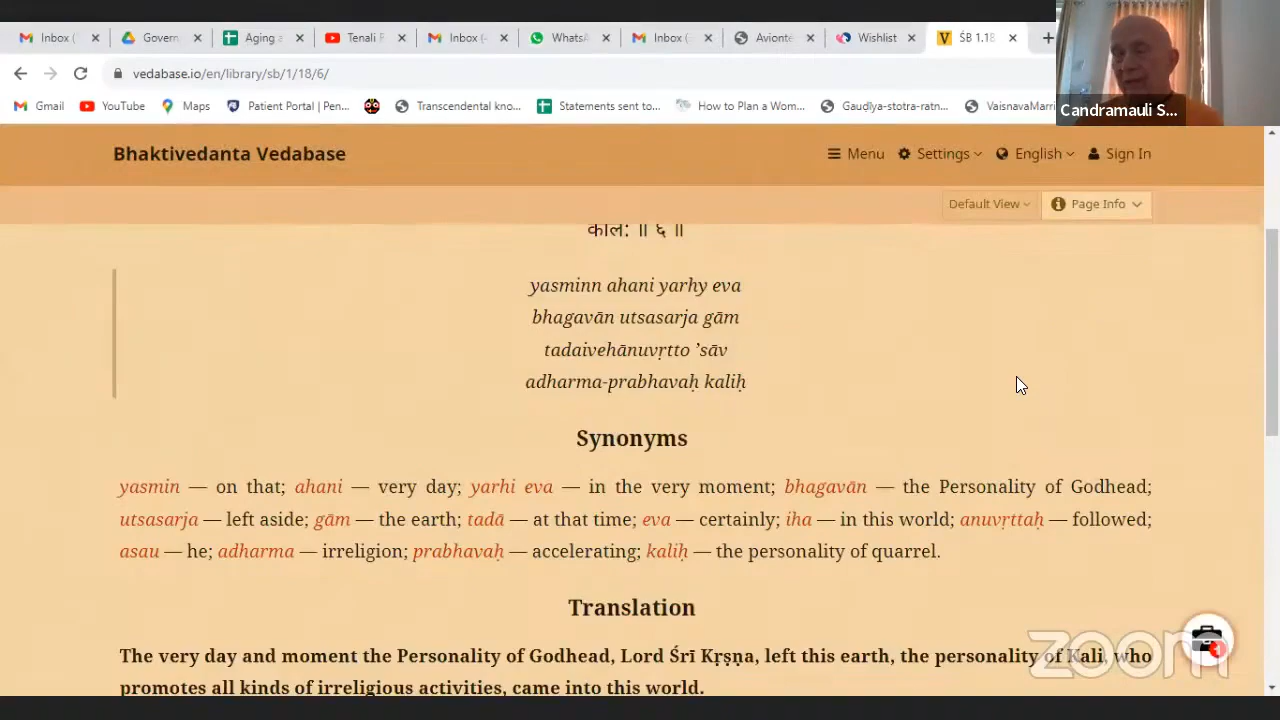 Inbox (
Govern
Aging a
Tenali F
Inbox (4
WhatsA
Inbox (
Avionte
Wishlist
ŚB 1.18
vedabase.io/en/library/sb/1/18/6/
Gmail
YouTube
Maps
Patient Portal | Pen...
Transcendental kno...
Statements sent to...
How to Plan a Wom...
Gauḍlya-stotra-ratn...
VaisnavaMarri
Candramauli S...
Bhaktivedanta Vedabase
Menu
Settings
English
Sign In
Default View
Page Info
काल: ॥ ६ ॥
yasminn ahani yarhy eva
bhagavān utsasarja gām
tadaivehānuvṛtto ’sāv
adharma-prabhavaḥ kaliḥ
Synonyms
yasmin — on that; ahani — very day; yarhi eva — in the very moment; bhagavān — the Personality of Godhead;
utsasarja — left aside; gām — the earth; tadā — at that time; eva — certainly; iha — in this world; anuvṛttaḥ — followed;
asau — he; adharma — irreligion; prabhavaḥ — accelerating; kaliḥ — the personality of quarrel.
Translation
The very day and moment the Personality of Godhead, Lord Śrī Kṛṣṇa, left this earth, the personality of Kali, who
promotes all kinds of irreligious activities, came into this world.
zoom